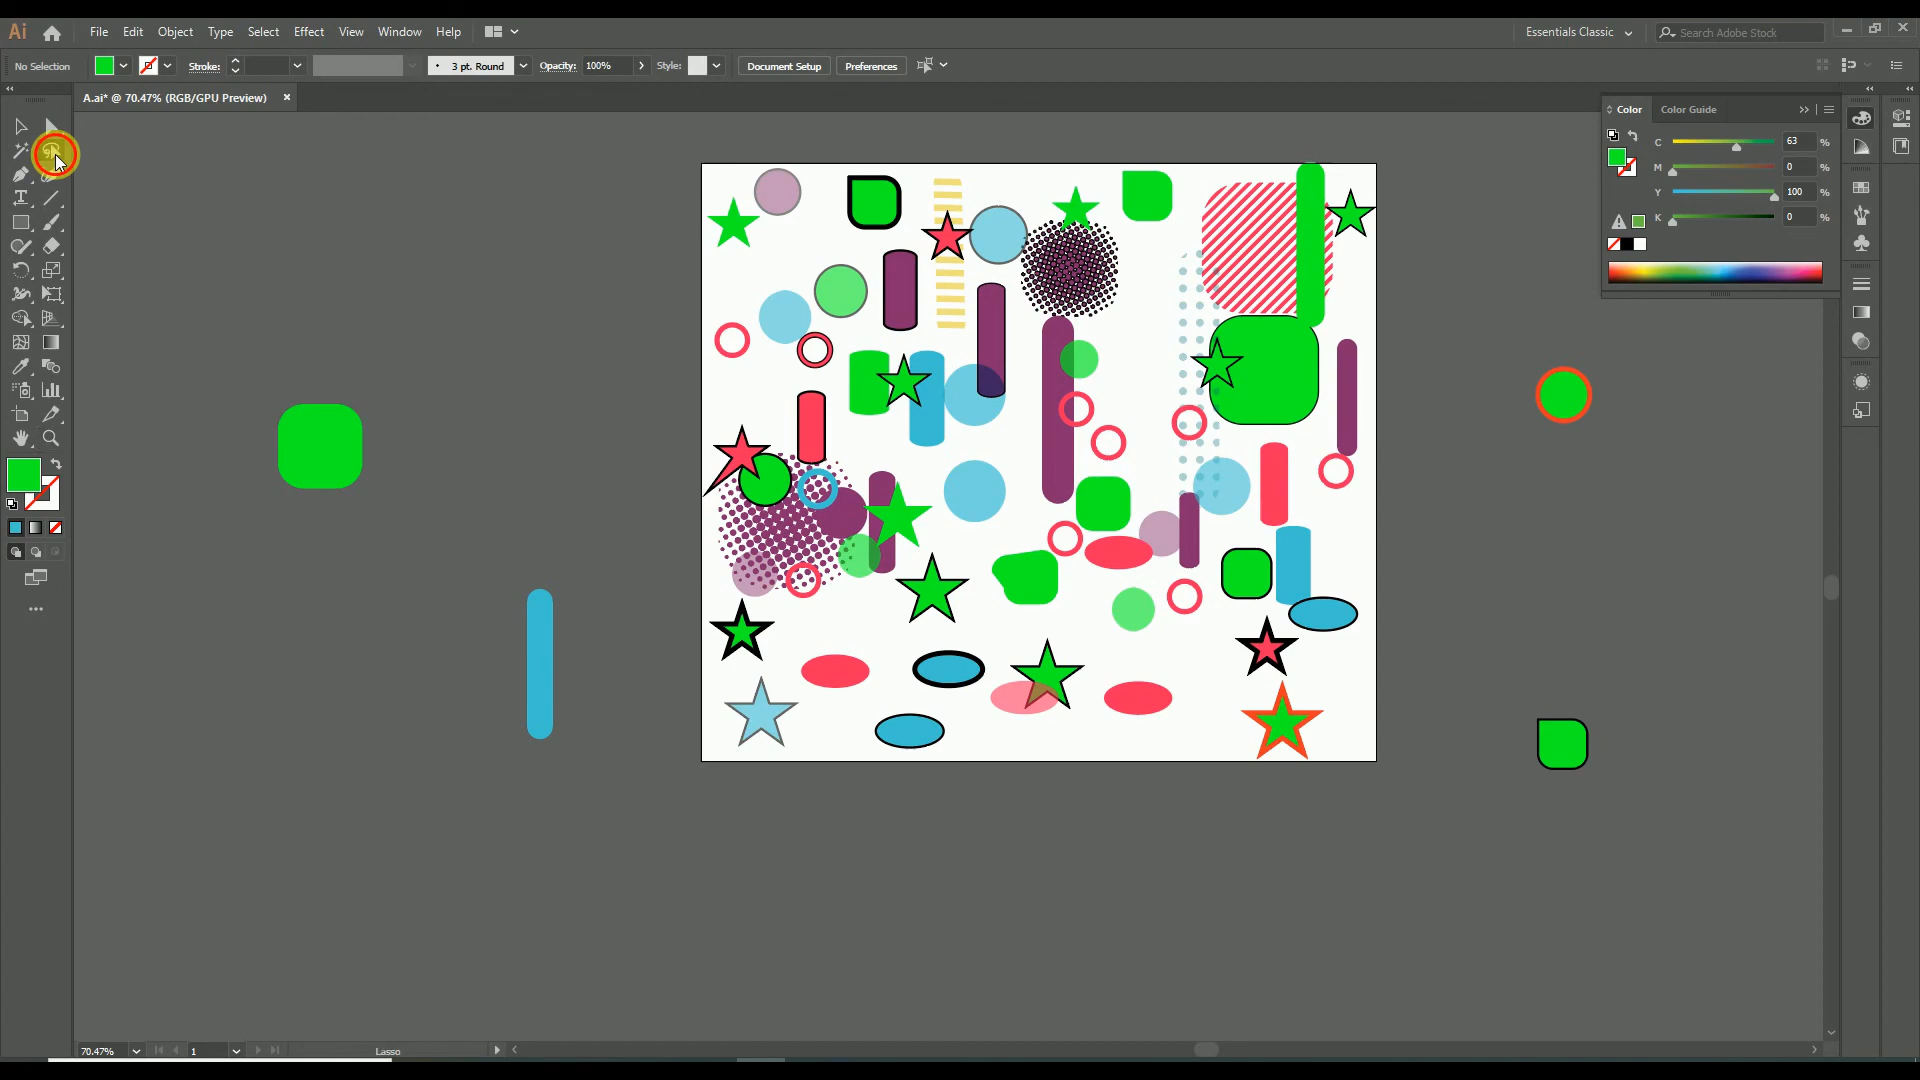 Ai File Edit Object Select Effect View Window Help Essentials Classic Search Adobe Stock
No Selection Stroke: 3 pt. Round Opacity: 100% Style: Document Setup Preferences
A.ai* @ 70.47% (RGB/GPU Preview) ×
Color Color Guide
C 63 %
M 0 %
Y 100 %
K 0 %
70.47% 1 Lasso